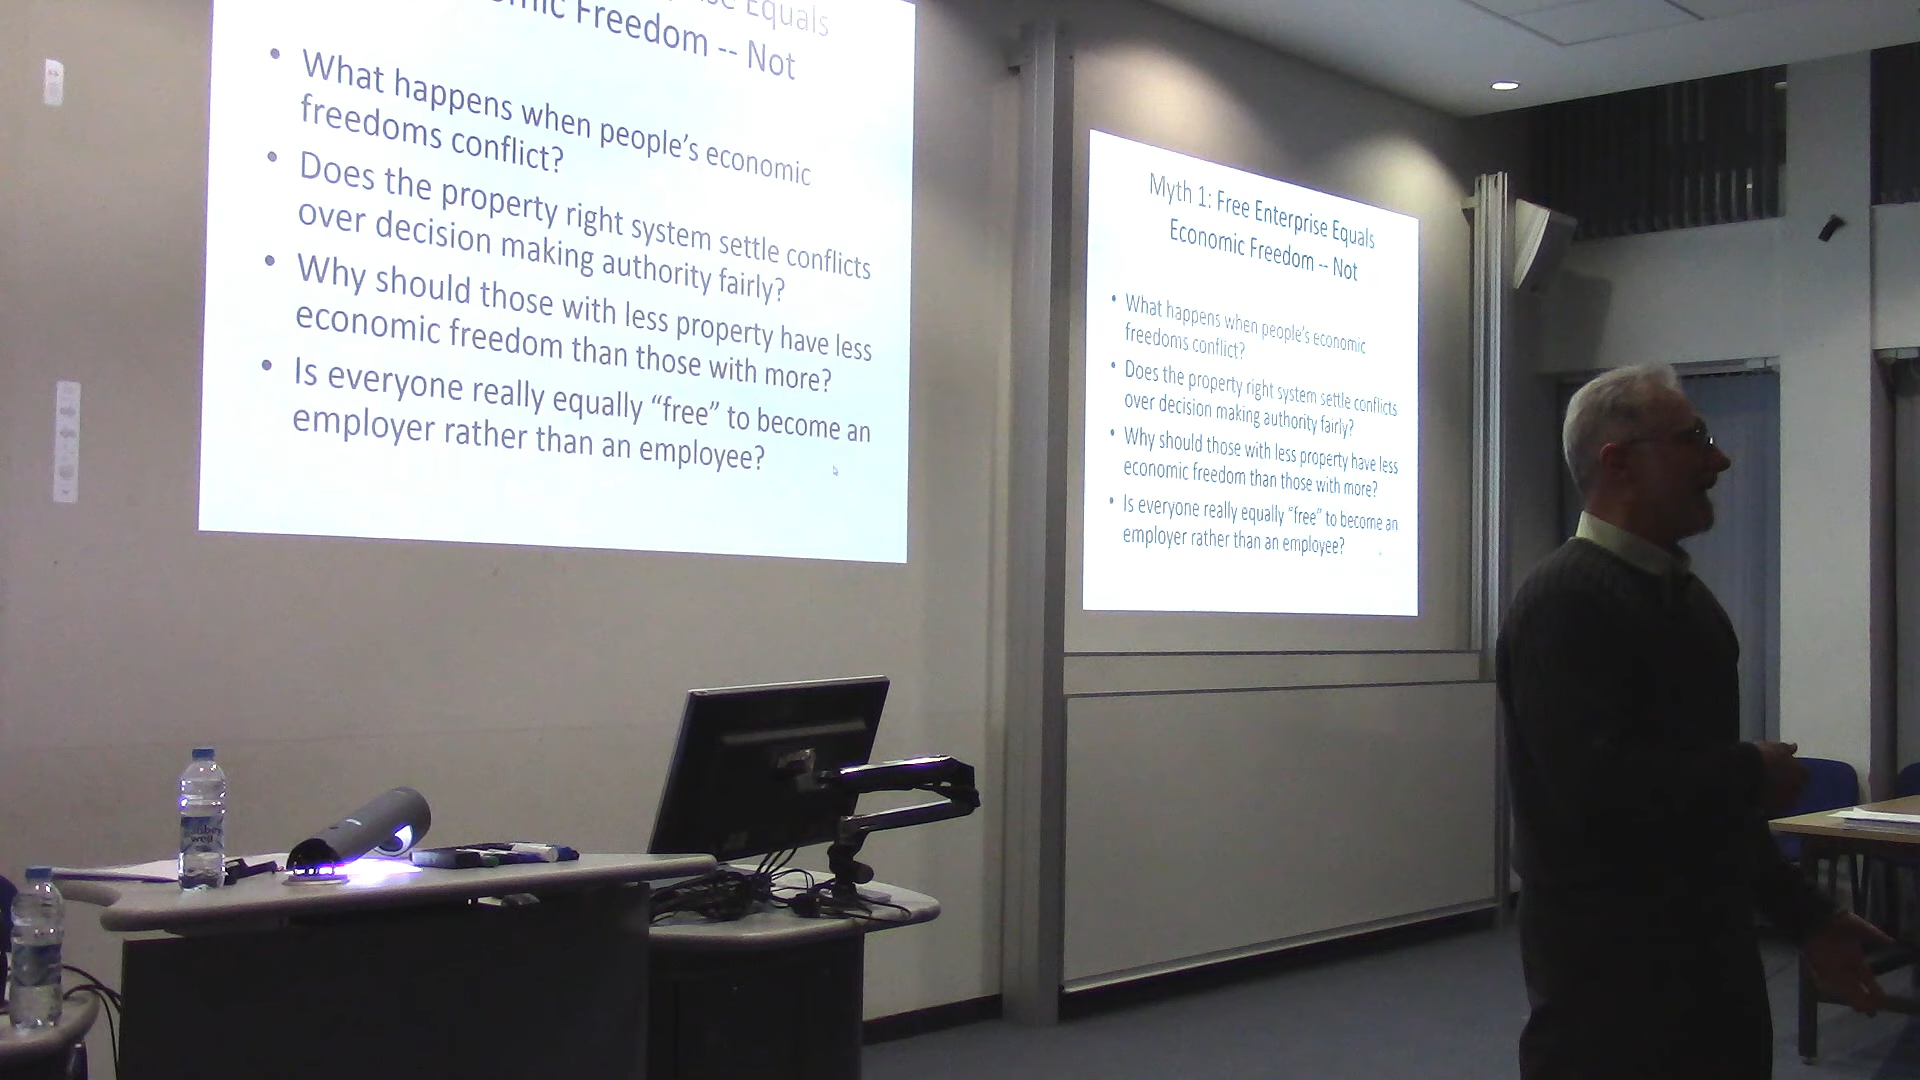 Equals
Freedom -- Not
• What happens when people’s economic
freedoms conflict?
• Does the property right system settle conflicts
over decision making authority fairly?
• Why should those with less property have less
economic freedom than those with more?
• Is everyone really equally “free” to become an
employer rather than an employee?
Myth 1: Free Enterprise Equals
Economic Freedom -- Not
• What happens when people’s economic
freedoms conflict?
• Does the property right system settle conflicts
over decision making authority fairly?
• Why should those with less property have less
economic freedom than those with more?
• Is everyone really equally “free” to become an
employer rather than an employee?
well